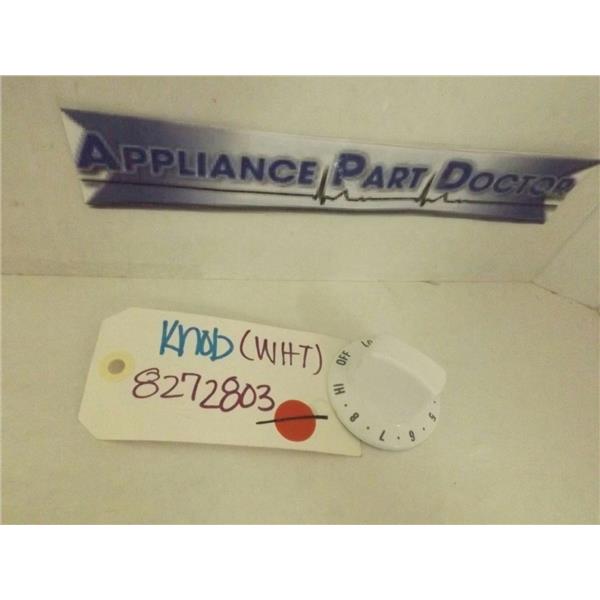 APPLIANCE PART DOCTOR
KNOB (WHT)
8272803
OFF
HI
8
7
6
5